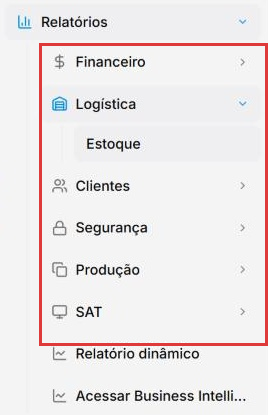 Relatórios
Financeiro
Logística
Estoque
Clientes
Segurança
Produção
SAT
Relatório dinâmico
Acessar Business Intelli...